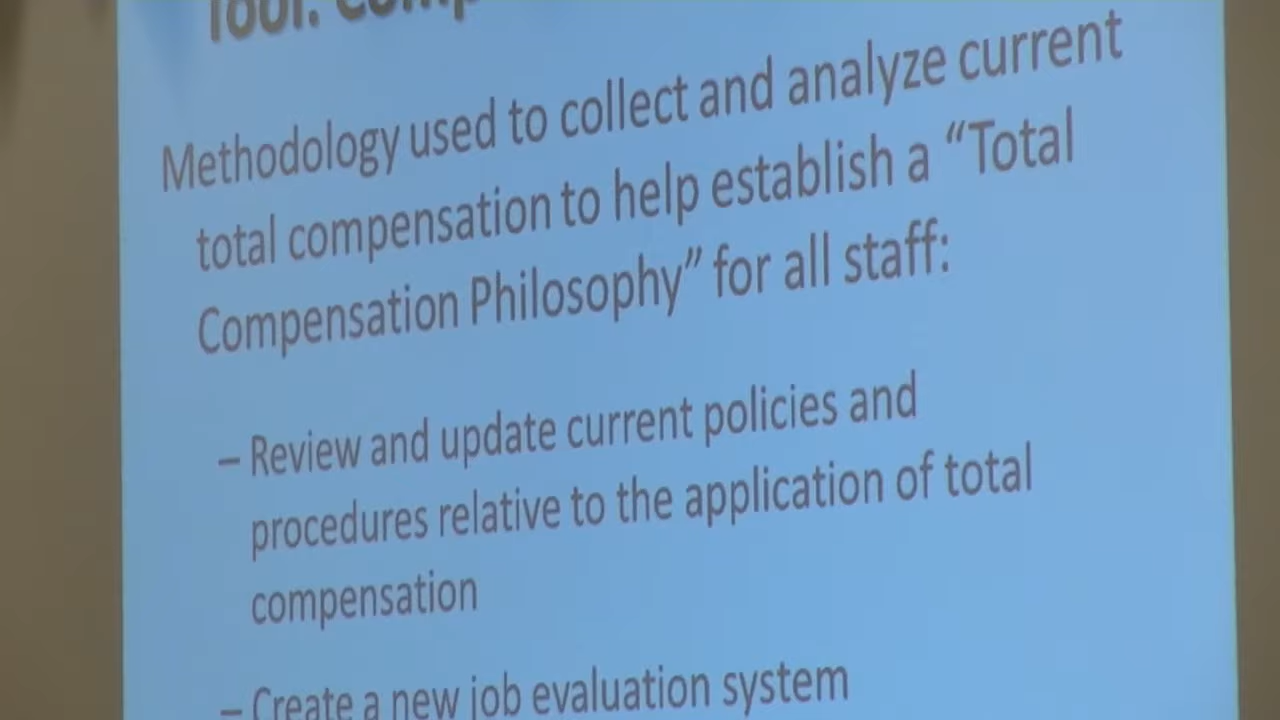 Tool:
Methodology used to collect and analyze current
total compensation to help establish a “Total
Compensation Philosophy” for all staff:
– Review and update current policies and
procedures relative to the application of total
compensation
– Create a new job evaluation system